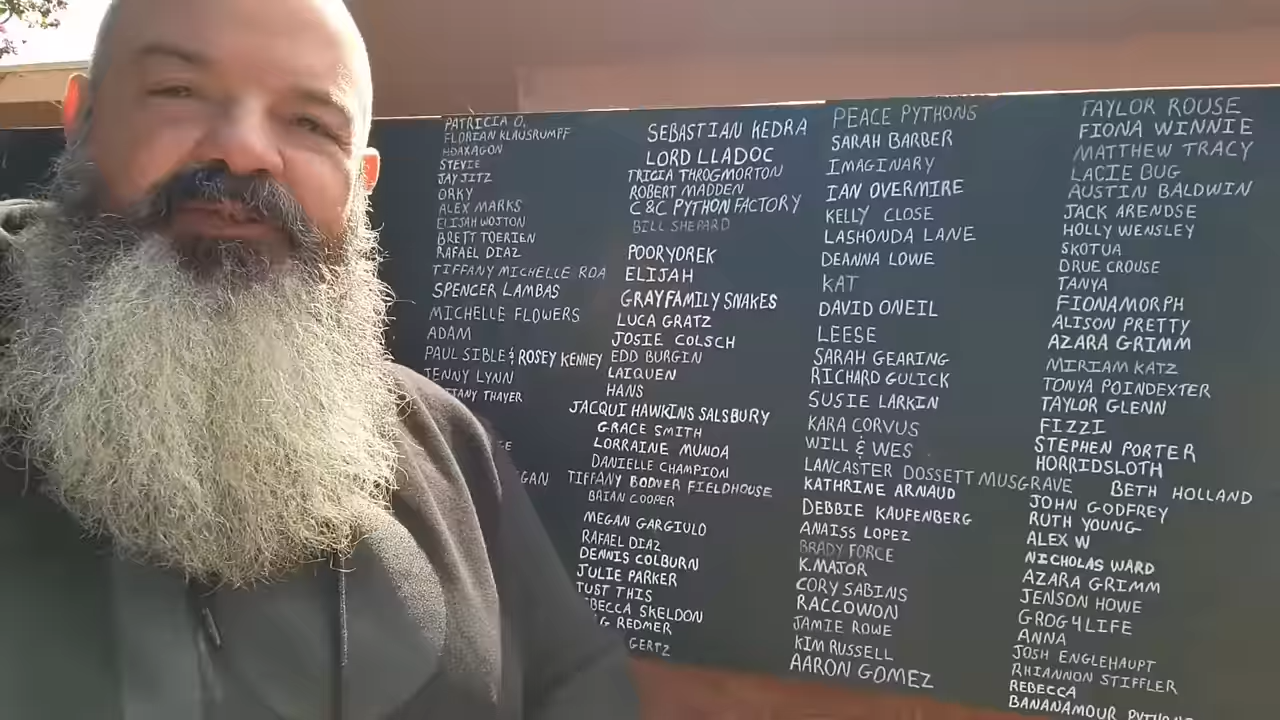 PATRICIA O.
FLORIAN KLAUSRUMPF
HOAXAGON
STEVIE
JAYJITZ
ORKY
ALEX MARKS
ELIJAH WOJTON
BRETT TOERIEN
RAFAEL DIAZ
TIFFANY MICHELLE ROA
SPENCER LAMBAS
MICHELLE FLOWERS
ADAM
PAUL SIBLE & ROSEY KENNEY
JENNY LYNN
THAYER
SEBASTIAN KEDRA
LORD LLADOC
TRICIA THROGMORTON
ROBERT MADDEN
C&C PYTHON FACTORY
BILL SHEPARD
POORYOREK
ELIJAH
GRAYFAMILY SNAKES
LUCA GRATZ
JOSIE COLSCH
EDD BURGIN
LAIQUEN
HANS
JACQUI HAWKINS SALSBURY
GRACE SMITH
LORRAINE MUNOA
DANIELLE CHAMPION
TIFFANY BODNER FIELDHOUSE
BRIAN COOPER
MEGAN GARGIULO
RAFAEL DIAZ
DENNIS COLBURN
JULIE PARKER
JUST THIS
SKELDON
REDMER
GERTZ
PEACE PYTHONS
SARAH BARBER
IMAGINARY
IAN OVERMIRE
KELLY CLOSE
LASHONDA LANE
DEANNA LOWE
KAT
DAVID ONEIL
LEESE
SARAH GEARING
RICHARD GULICK
SUSIE LARKIN
KARA CORVUS
WILL & WES
LANCASTER DOSSETT MUSGRAVE
KATHRINE ARNAUD
DEBBIE KAUFENBERG
ANAISS LOPEZ
BRADY FORCE
K.MAJOR
CORY SABINS
RACCOWON
JAMIE ROWE
KIM RUSSELL
AARON GOMEZ
TAYLOR ROUSE
FIONA WINNIE
MATTHEW TRACY
LACIE BUG
AUSTIN BALDWIN
JACK ARENDSE
HOLLY WENSLEY
SKOTUA
DRUE CROUSE
TANYA
FIONAMORPH
ALISON PRETTY
AZARA GRIMM
MIRIAM KATZ
TONYA POINDEXTER
TAYLOR GLENN
FIZZI
STEPHEN PORTER
HORRIDSLOTH
BETH HOLLAND
JOHN GODFREY
RUTH YOUNG
ALEX W
NICHOLAS WARD
AZARA GRIMM
JENSON HOWE
GROG4LIFE
ANNA
JOSH ENGLEHAUPT
RHIANNON STIFFLER
REBECCA
BANANAMOUR